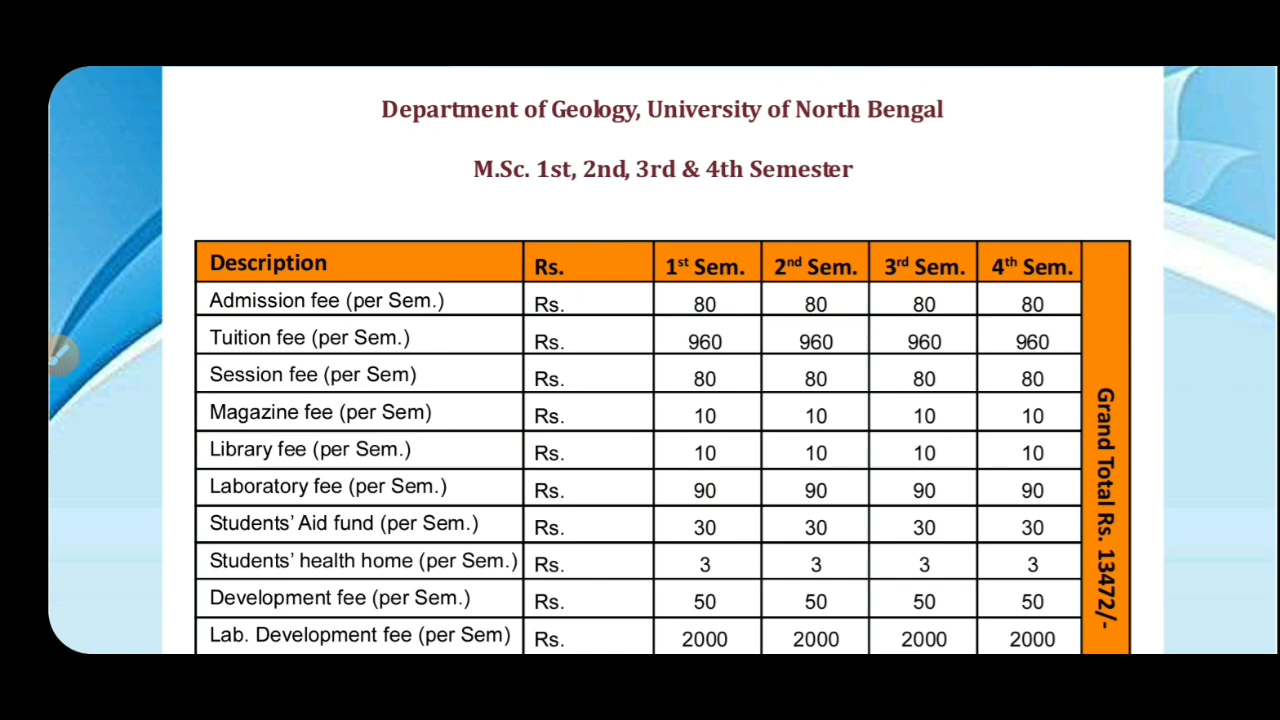 Department of Geology, University of North Bengal
M.Sc. 1st, 2nd, 3rd & 4th Semester
Description Rs. 1st Sem. 2nd Sem. 3rd Sem. 4th Sem.
Admission fee (per Sem.) Rs. 80 80 80 80
Tuition fee (per Sem.) Rs. 960 960 960 960
Session fee (per Sem) Rs. 80 80 80 80
Magazine fee (per Sem) Rs. 10 10 10 10
Library fee (per Sem.) Rs. 10 10 10 10
Laboratory fee (per Sem.) Rs. 90 90 90 90
Students' Aid fund (per Sem.) Rs. 30 30 30 30
Students' health home (per Sem.) Rs. 3 3 3 3
Development fee (per Sem.) Rs. 50 50 50 50
Lab. Development fee (per Sem) Rs. 2000 2000 2000 2000
Grand Total Rs. 13472/-